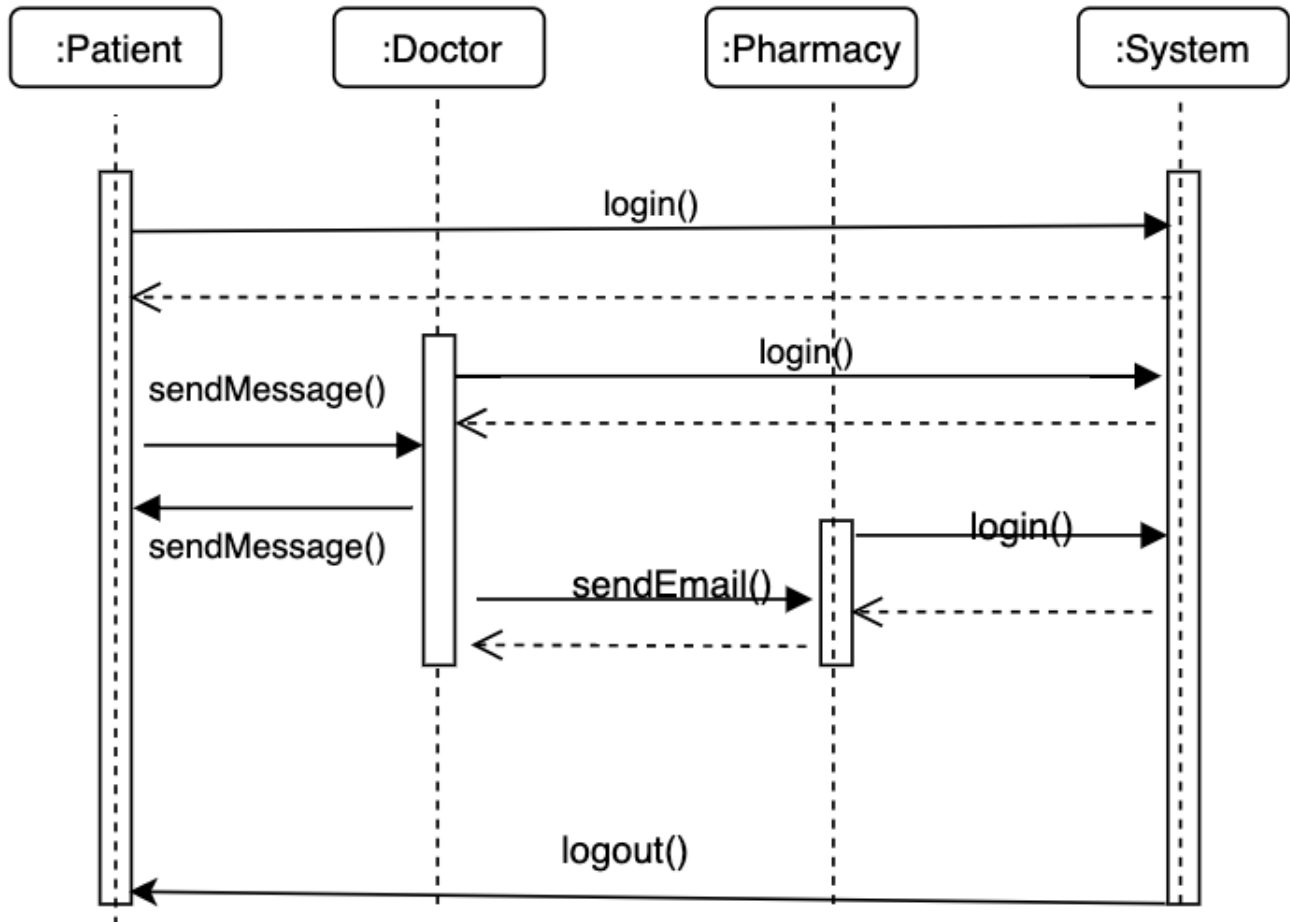 :Patient
:Doctor
:Pharmacy
:System
login()
login()
sendMessage()
login()
sendMessage()
sendEmail()
logout()